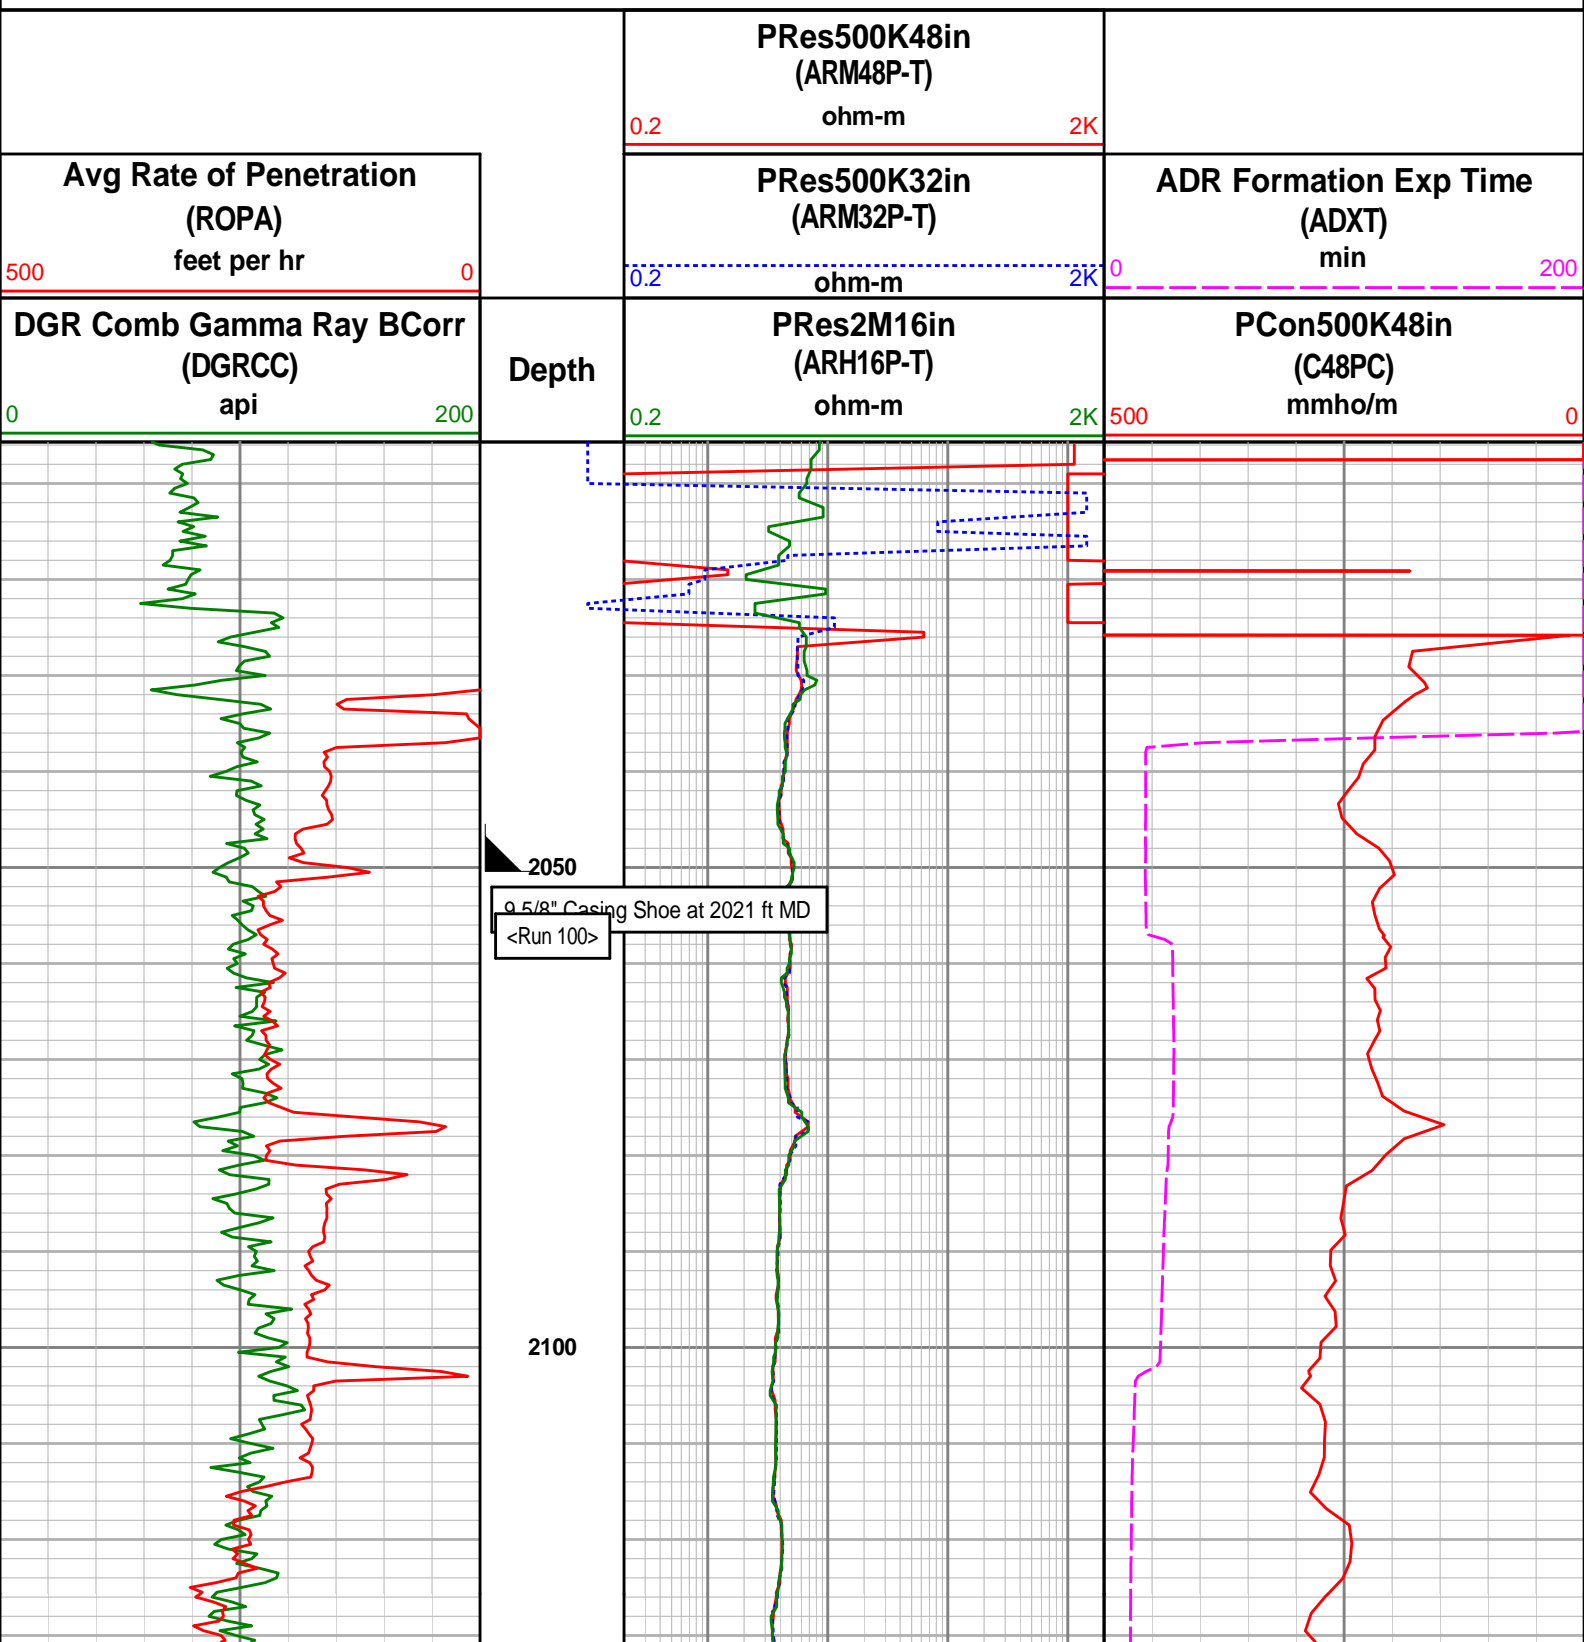 PRes500K48in
(ARM48P-T)
ohm-m
0.2 2K
Avg Rate of Penetration
(ROPA)
feet per hr
500 0
PRes500K32in
(ARM32P-T)
ohm-m
0.2 2K
ADR Formation Exp Time
(ADXT)
min
0 200
DGR Comb Gamma Ray BCorr
(DGRCC)
api
0 200
Depth
PRes2M16in
(ARH16P-T)
ohm-m
0.2 2K
PCon500K48in
(C48PC)
mmho/m
500 0
2050
9 5/8" Casing Shoe at 2021 ft MD
<Run 100>
2100